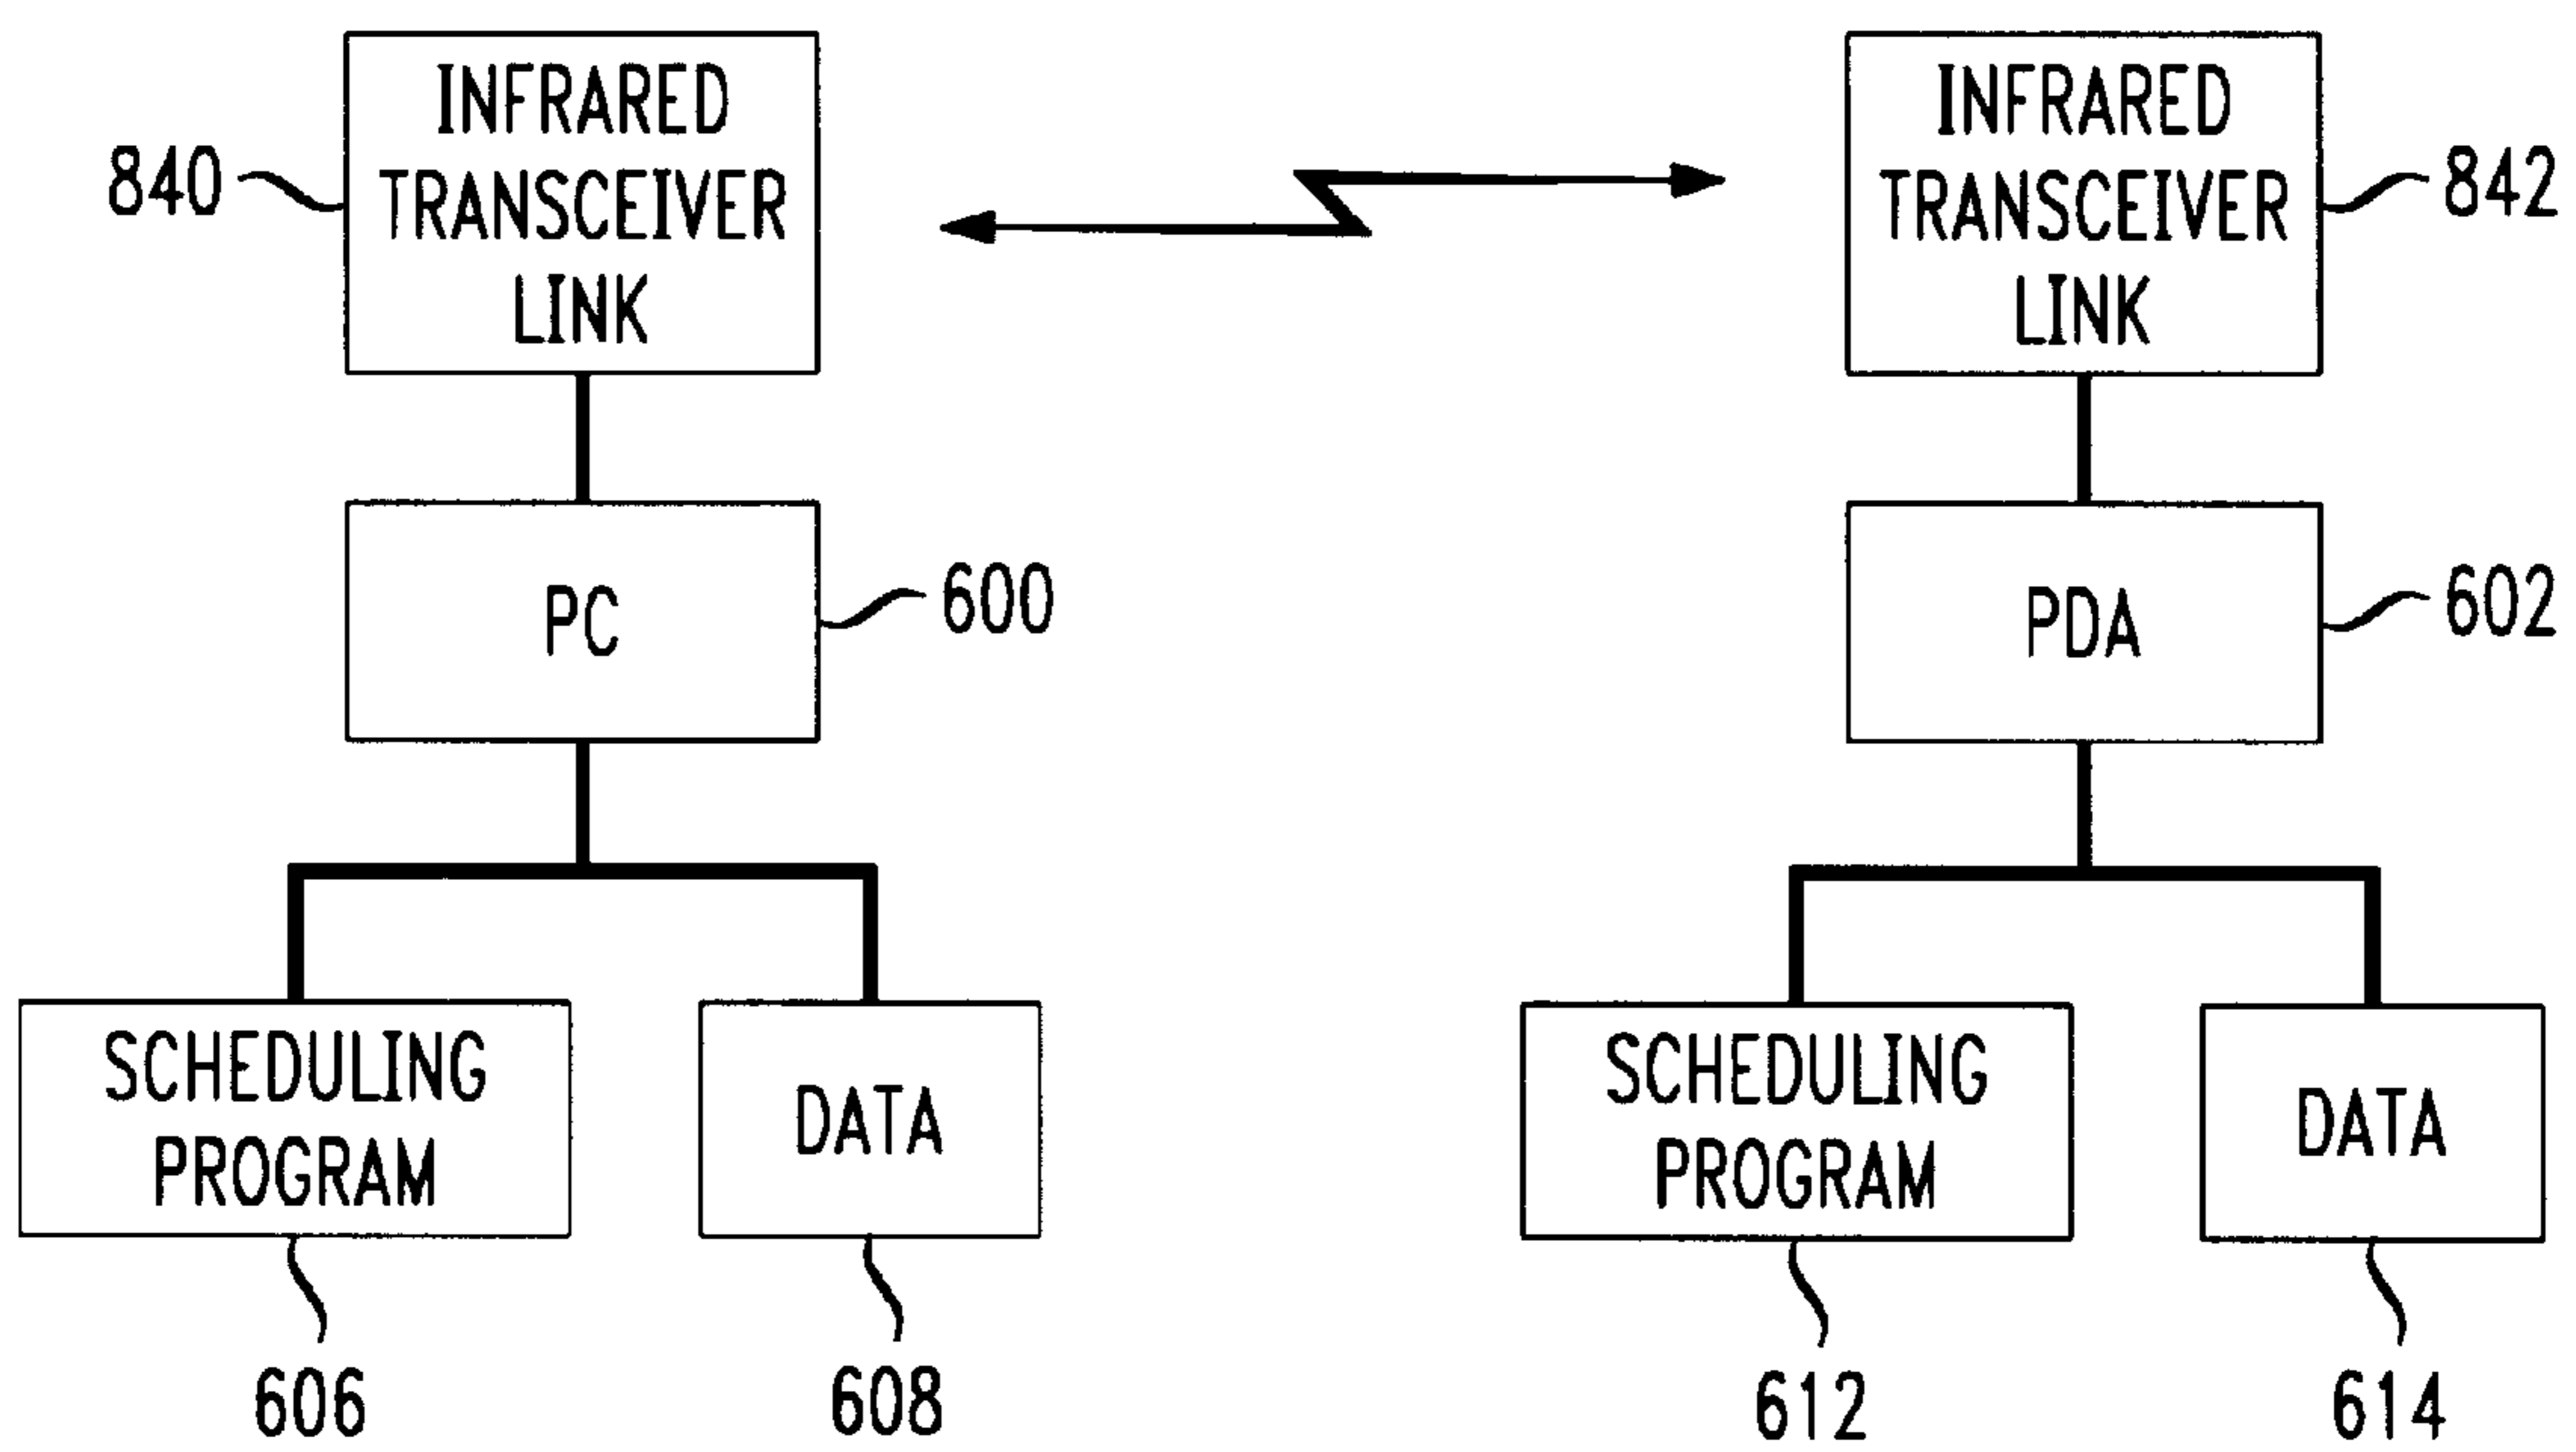 INFRARED
TRANSCEIVER
LINK
840
INFRARED
TRANSCEIVER
LINK
842
PC
600
PDA
602
SCHEDULING
PROGRAM
DATA
SCHEDULING
PROGRAM
DATA
606
608
612
614